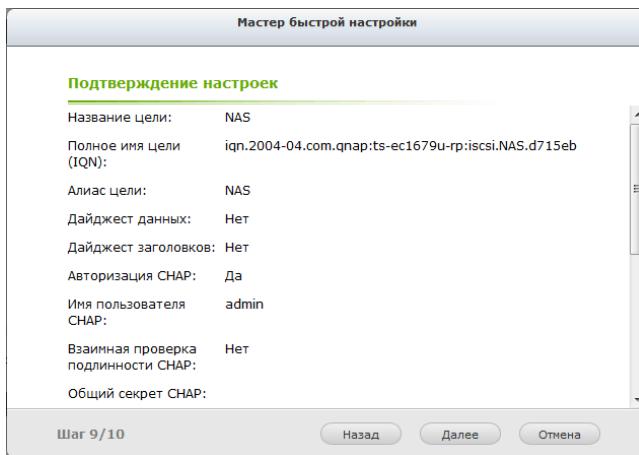 Мастер быстрой настройки
Подтверждение настроек
Название цели: NAS
Полное имя цели iqn.2004-04.com.qnap:ts-ec1679u-rp:iscsi.NAS.d715eb
(IQN):
Алиас цели: NAS
Дайджест данных: Нет
Дайджест заголовков: Нет
Авторизация CHAP: Да
Имя пользователя admin
CHAP:
Взаимная проверка Нет
подлинности CHAP:
Общий секрет CHAP:
Шаг 9/10 Назад Далее Отмена